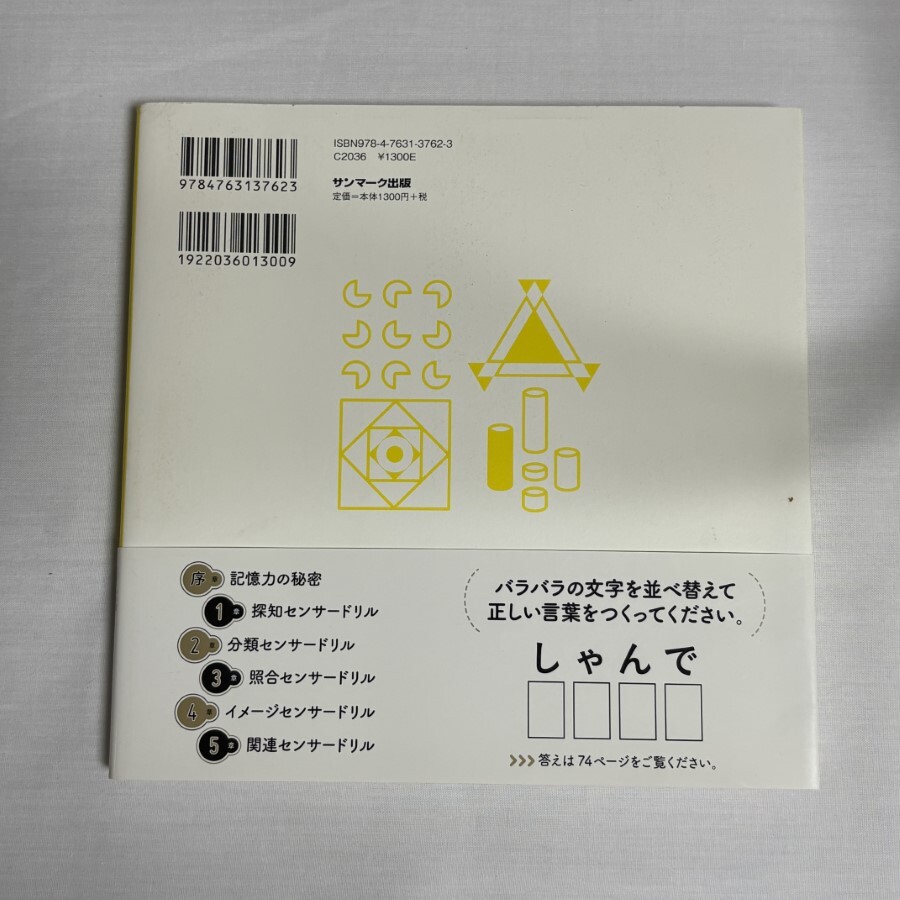 ISBN978-4-7631-3762-3
C2036 ¥1300E
9784763137623
サンマーク出版
定価＝本体1300円＋税
1922036013009
序章 記憶力の秘密
1章 探知センサードリル
2章 分類センサードリル
3章 照合センサードリル
4章 イメージセンサードリル
5章 関連センサードリル
バラバラの文字を並べ替えて
正しい言葉をつくってください。
しゃんで
>>> 答えは74ページをご覧ください。